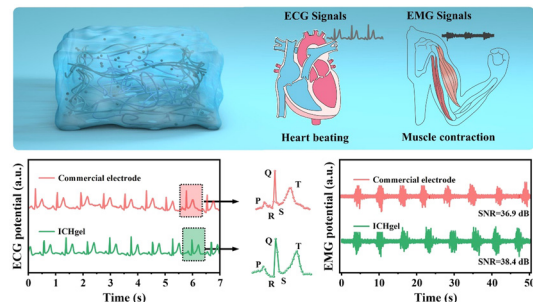 ECG Signals
EMG Signals
Heart beating
Muscle contraction
ECG potential (a.u.)
Commercial electrode
ICHgel
0 1 2 3 4 5 6 7
Time (s)
P
Q
R
S
T
P
Q
R
S
T
EMG potential (a.u.)
Commercial electrode
SNR=36.9 dB
ICHgel
SNR=38.4 dB
0 10 20 30 40 50
Time (s)